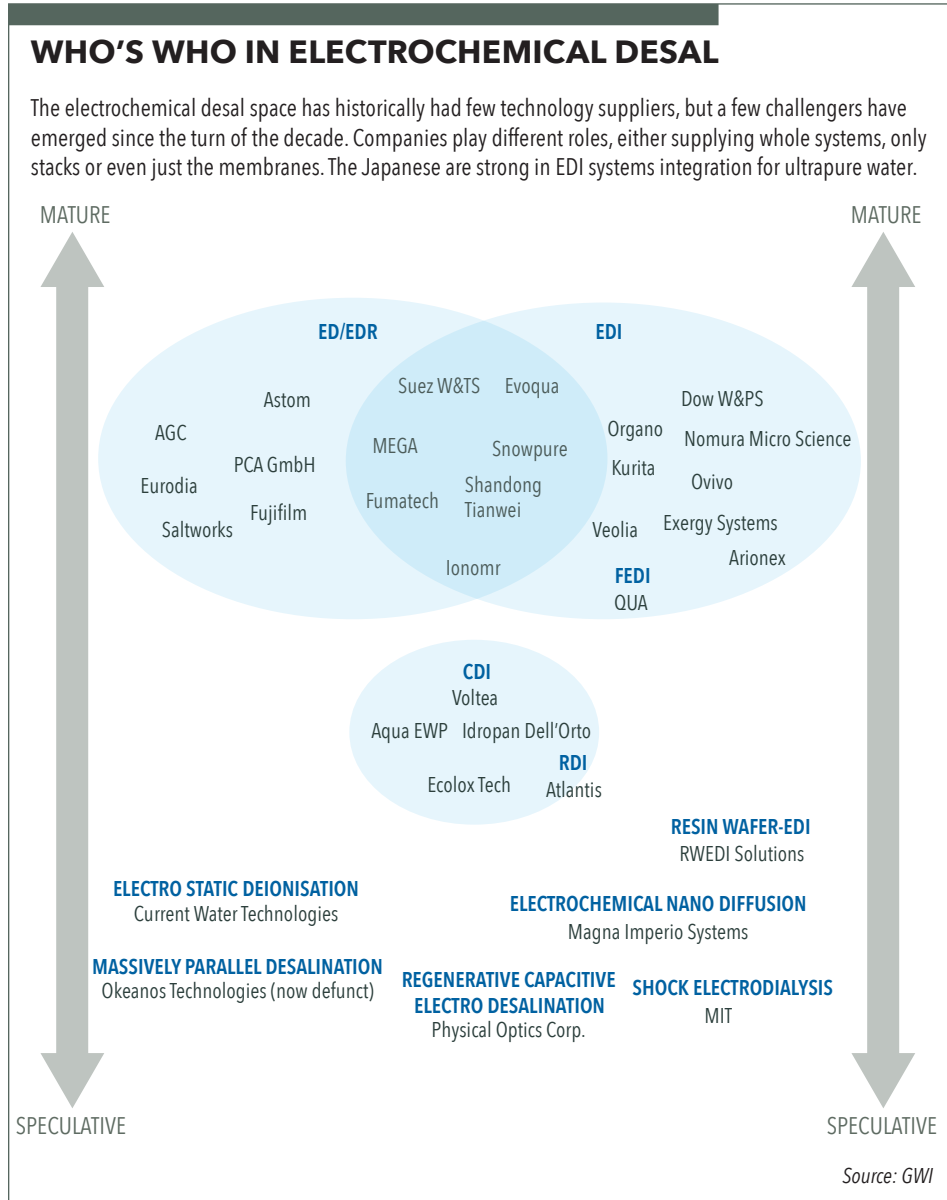 WHO'S WHO IN ELECTROCHEMICAL DESAL
The electrochemical desal space has historically had few technology suppliers, but a few challengers have
emerged since the turn of the decade. Companies play different roles, either supplying whole systems, only
stacks or even just the membranes. The Japanese are strong in EDI systems integration for ultrapure water.
MATURE
MATURE
ED/EDR
Suez W&TS
Evoqua
Astom
AGC
MEGA
Snowpure
PCA GmbH
Eurodia
Fumatech
Shandong
Tianwei
Fujifilm
Saltworks
Ionomr
EDI
Dow W&PS
Organo
Nomura Micro Science
Kurita
Ovivo
Veolia
Exergy Systems
Arionex
FEDI
QUA
CDI
Voltea
Aqua EWP
Idropan Dell'Orto
RDI
Ecolox Tech
Atlantis
RESIN WAFER-EDI
RWEDI Solutions
ELECTRO STATIC DEIONISATION
Current Water Technologies
ELECTROCHEMICAL NANO DIFFUSION
Magna Imperio Systems
MASSIVELY PARALLEL DESALINATION
Okeanos Technologies (now defunct)
REGENERATIVE CAPACITIVE
ELECTRO DESALINATION
Physical Optics Corp.
SHOCK ELECTRODIALYSIS
MIT
SPECULATIVE
SPECULATIVE
Source: GWI